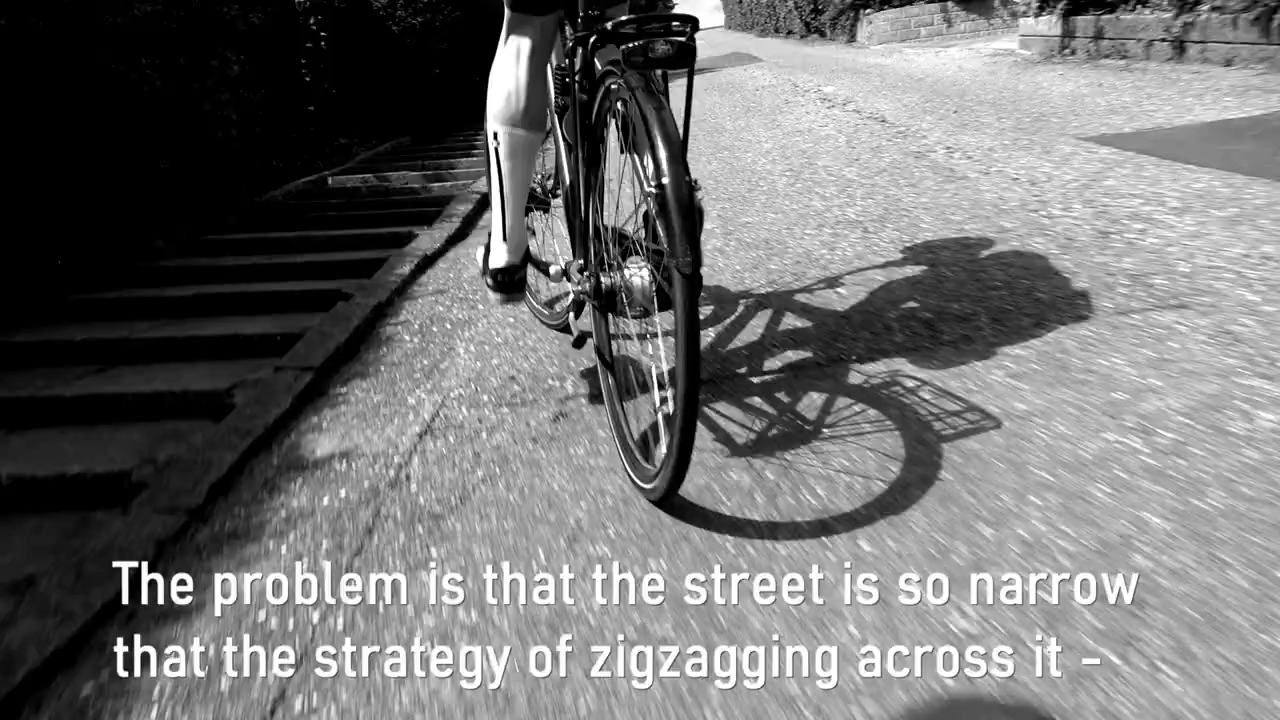 The problem is that the street is so narrow
that the strategy of zigzagging across it -